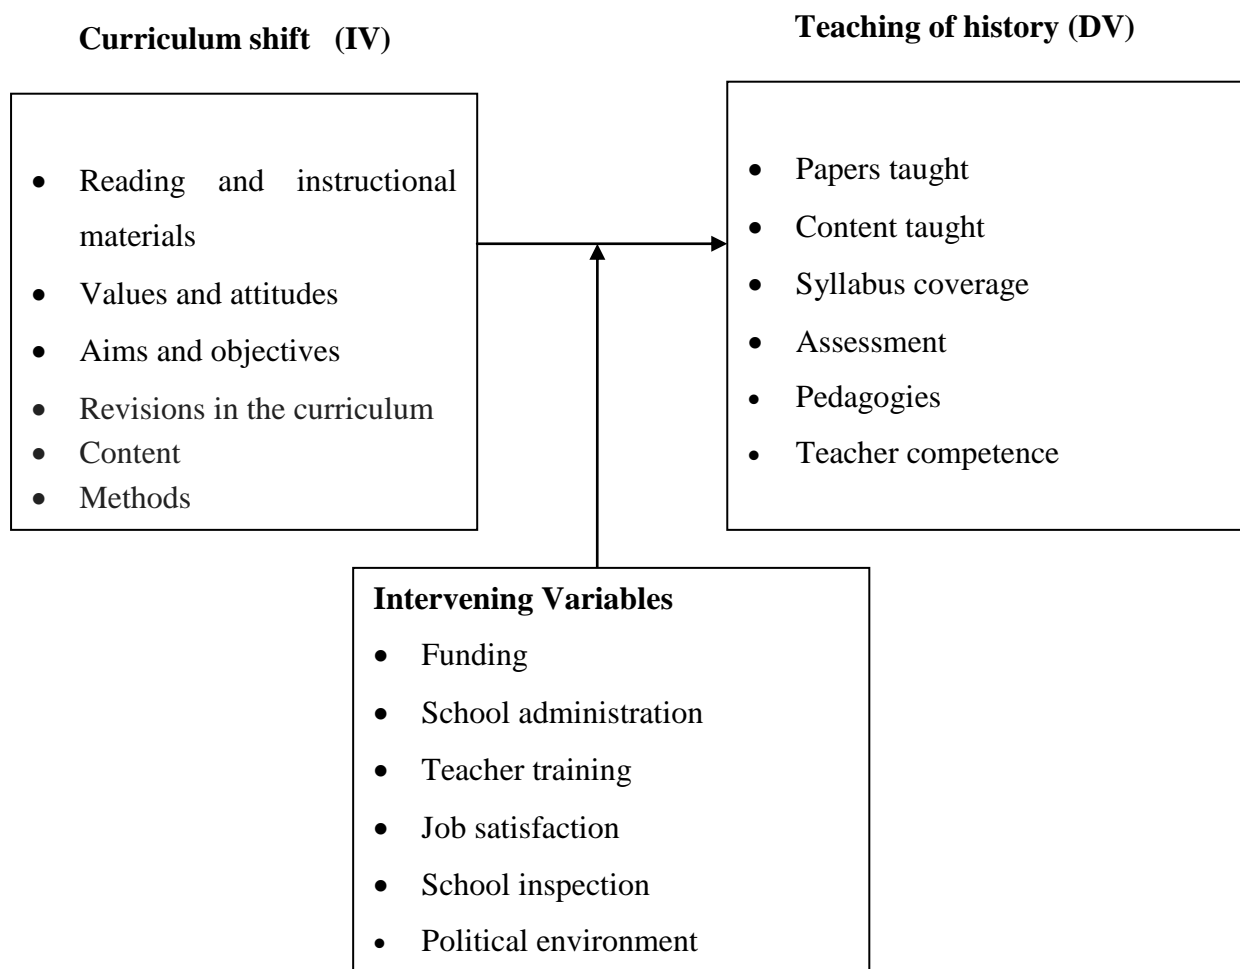 Curriculum shift (IV)
Teaching of history (DV)
• Reading and instructional
materials
• Values and attitudes
• Aims and objectives
• Revisions in the curriculum
• Content
• Methods
• Papers taught
• Content taught
• Syllabus coverage
• Assessment
• Pedagogies
• Teacher competence
Intervening Variables
• Funding
• School administration
• Teacher training
• Job satisfaction
• School inspection
• Political environment